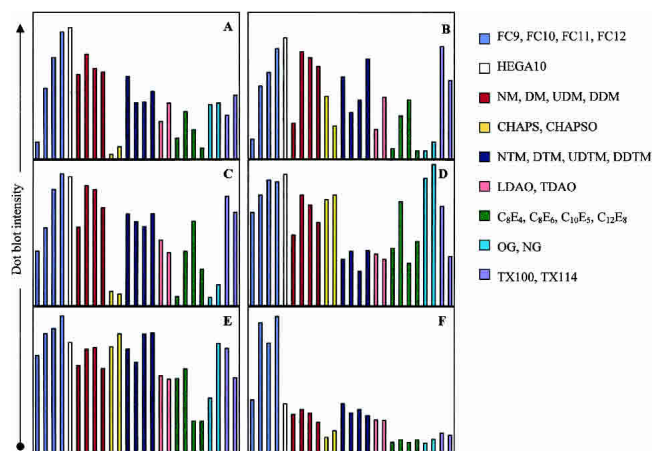 Dot blot intensity
A
B
C
D
E
F
FC9, FC10, FC11, FC12
HEGA10
NM, DM, UDM, DDM
CHAPS, CHAPSO
NTM, DTM, UDTM, DDTM
LDAO, TDAO
C₈E₄, C₈E₆, C₁₀E₅, C₁₂E₈
OG, NG
TX100, TX114